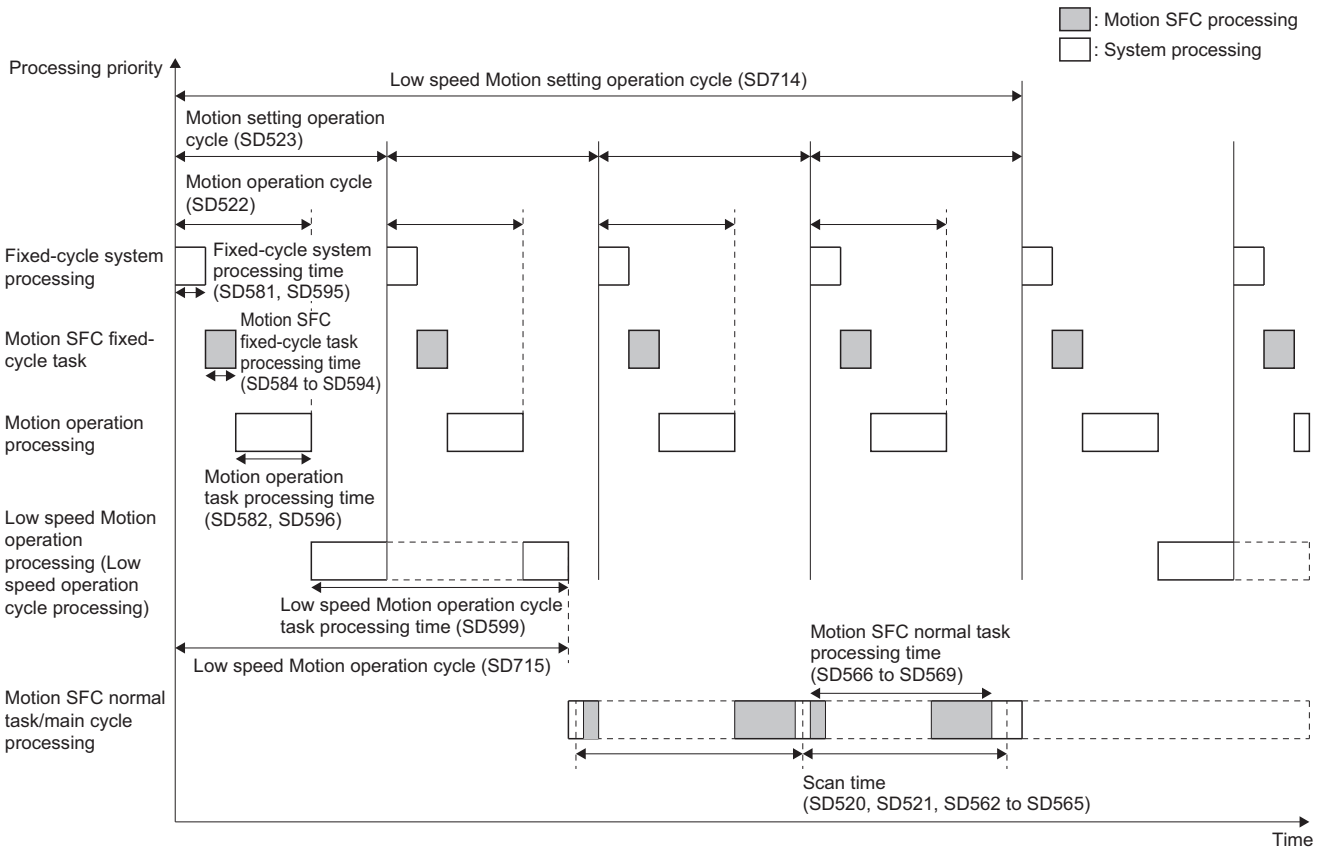 : Motion SFC processing
: System processing
Processing priority
Low speed Motion setting operation cycle (SD714)
Motion setting operation
cycle (SD523)
Motion operation cycle
(SD522)
Fixed-cycle system
processing
Fixed-cycle system
processing time
(SD581, SD595)
Motion SFC fixed-
cycle task
Motion SFC
fixed-cycle task
processing time
(SD584 to SD594)
Motion operation
processing
Motion operation
task processing time
(SD582, SD596)
Low speed Motion
operation
processing (Low
speed operation
cycle processing)
Low speed Motion operation cycle
task processing time (SD599)
Low speed Motion operation cycle (SD715)
Motion SFC normal task
processing time
(SD566 to SD569)
Motion SFC normal
task/main cycle
processing
Scan time
(SD520, SD521, SD562 to SD565)
Time